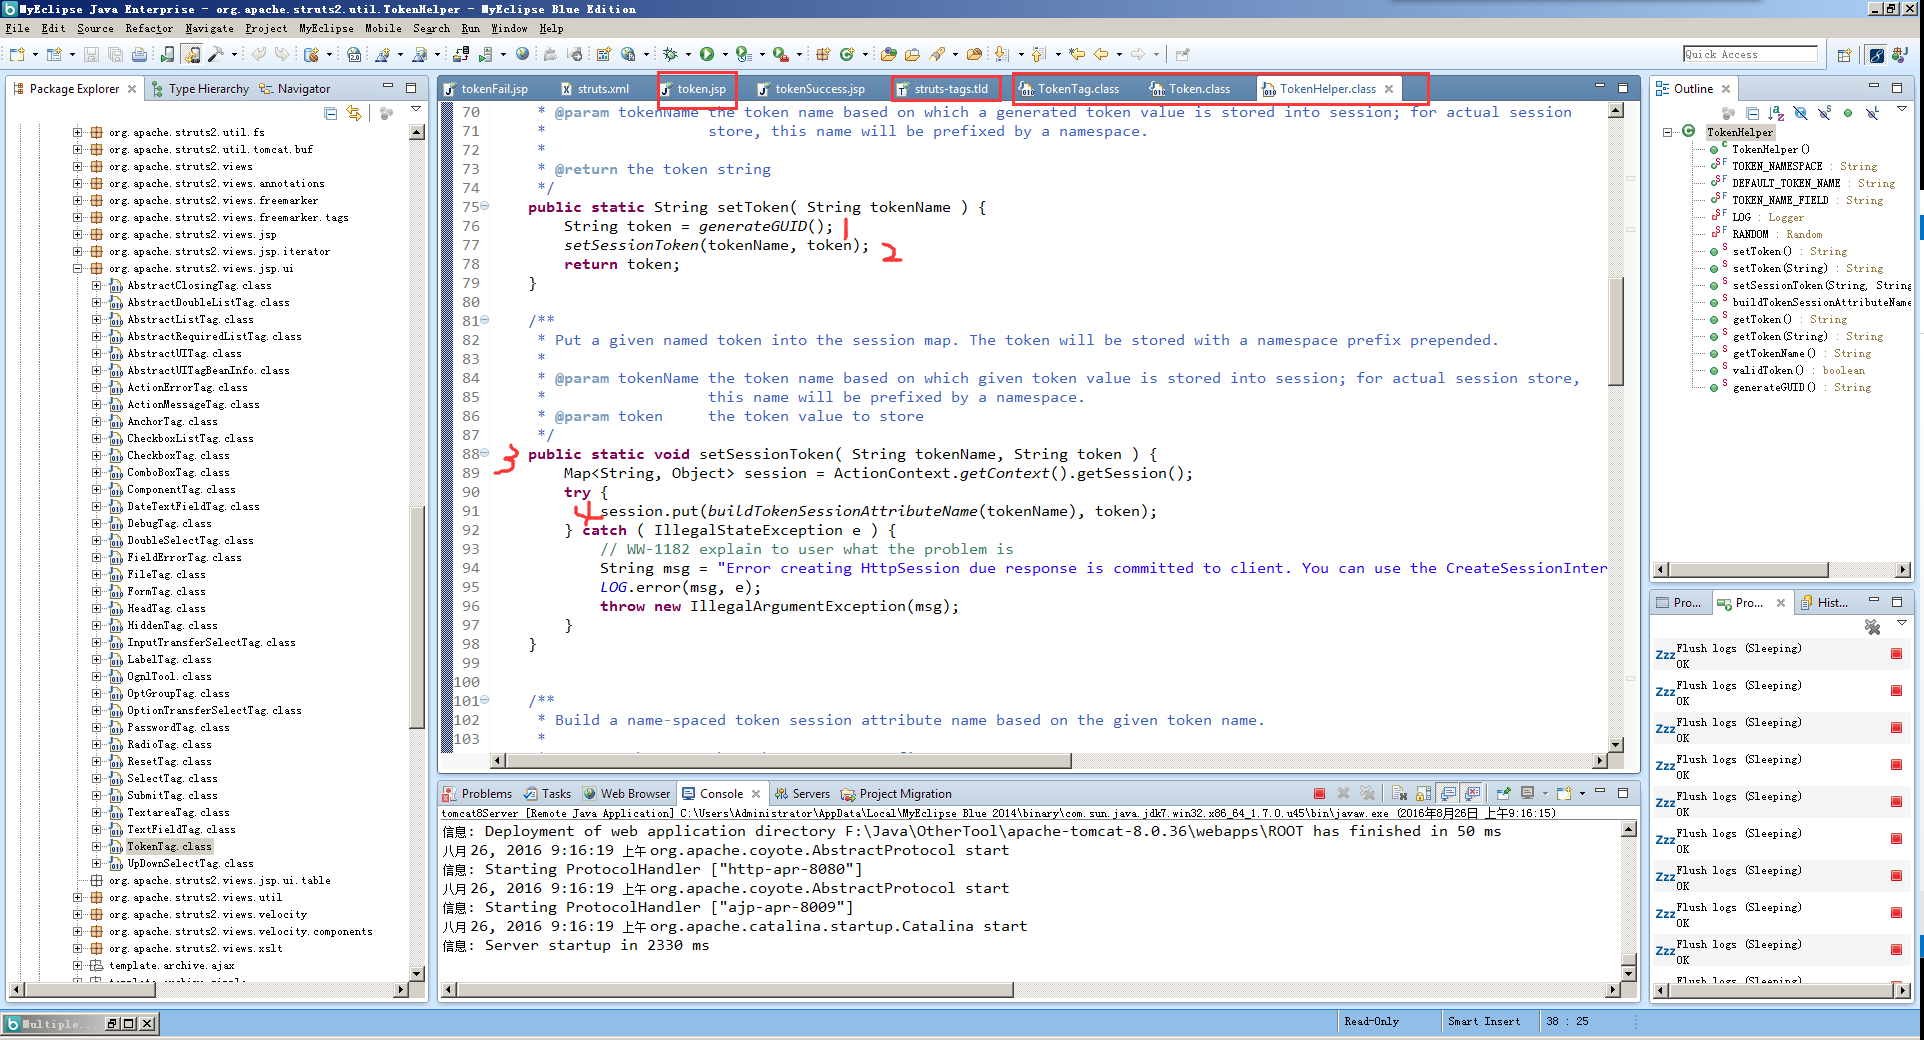 MyEclipse Java Enterprise - org.apache.struts2.util.TokenHelper - MyEclipse Blue Edition
File Edit Source Refactor Navigate Project MyEclipse Mobile Search Run Window Help
Quick Access
Package Explorer Type Hierarchy Navigator
org.apache.struts2.util.fs
org.apache.struts2.util.tomcat.buf
org.apache.struts2.views
org.apache.struts2.views.annotations
org.apache.struts2.views.freemarker
org.apache.struts2.views.freemarker.tags
org.apache.struts2.views.jsp
org.apache.struts2.views.jsp.iterator
org.apache.struts2.views.jsp.ui
AbstractClosingTag.class
AbstractDoubleListTag.class
AbstractListTag.class
AbstractRequiredListTag.class
AbstractUITag.class
AbstractUITagBeanInfo.class
ActionErrorTag.class
ActionMessageTag.class
AnchorTag.class
CheckboxListTag.class
CheckboxTag.class
ComboBoxTag.class
ComponentTag.class
DateTextFieldTag.class
DebugTag.class
DoubleSelectTag.class
FieldErrorTag.class
FileTag.class
FormTag.class
HeadTag.class
HiddenTag.class
InputTransferSelectTag.class
LabelTag.class
OgnlTool.class
OptGroupTag.class
OptionTransferSelectTag.class
PasswordTag.class
RadioTag.class
ResetTag.class
SelectTag.class
SubmitTag.class
TextareaTag.class
TextFieldTag.class
TokenTag.class
UpDownSelectTag.class
org.apache.struts2.views.jsp.ui.table
org.apache.struts2.views.util
org.apache.struts2.views.velocity
org.apache.struts2.views.velocity.components
org.apache.struts2.views.xslt
template.archive.ajax
tokenFail.jsp struts.xml token.jsp tokenSuccess.jsp struts-tags.tld TokenTag.class Token.class TokenHelper.class
70 * @param tokenName the token name based on which a generated token value is stored into session; for actual session
71 * store, this name will be prefixed by a namespace.
72 *
73 * @return the token string
74 */
75 public static String setToken( String tokenName ) {
76 String token = generateGUID(); 1
77 setSessionToken(tokenName, token); 2
78 return token;
79 }
80
81 /**
82 * Put a given named token into the session map. The token will be stored with a namespace prefix prepended.
83 *
84 * @param tokenName the token name based on which given token value is stored into session; for actual session store,
85 * this name will be prefixed by a namespace.
86 * @param token the token value to store
87 */
88 3 public static void setSessionToken( String tokenName, String token ) {
89 Map<String, Object> session = ActionContext.getContext().getSession();
90 try {
91 4 session.put(buildTokenSessionAttributeName(tokenName), token);
92 } catch ( IllegalStateException e ) {
93 // WW-1182 explain to user what the problem is
94 String msg = "Error creating HttpSession due response is committed to client. You can use the CreateSessionInter
95 LOG.error(msg, e);
96 throw new IllegalArgumentException(msg);
97 }
98 }
99
100
101 /**
102 * Build a name-spaced token session attribute name based on the given token name.
103 *
Problems Tasks Web Browser Console Servers Project Migration
tomcat8Server [Remote Java Application] C:\Users\Administrator\AppData\Local\MyEclipse Blue 2014\binary\com.sun.java.jdk7.win32.x86_64_1.7.0.u45\bin\javaw.exe (2016年8月26日 上午9:16:15)
信息: Deployment of web application directory F:\Java\OtherTool\apache-tomcat-8.0.36\webapps\ROOT has finished in 50 ms
八月 26, 2016 9:16:19 上午 org.apache.coyote.AbstractProtocol start
信息: Starting ProtocolHandler ["http-apr-8080"]
八月 26, 2016 9:16:19 上午 org.apache.coyote.AbstractProtocol start
信息: Starting ProtocolHandler ["ajp-apr-8009"]
八月 26, 2016 9:16:19 上午 org.apache.catalina.startup.Catalina start
信息: Server startup in 2330 ms
Outline
TokenHelper
TokenHelper()
TOKEN_NAMESPACE : String
DEFAULT_TOKEN_NAME : String
TOKEN_NAME_FIELD : String
LOG : Logger
RANDOM : Random
setToken() : String
setToken(String) : String
setSessionToken(String, String
buildTokenSessionAttributeName
getToken() : String
getToken(String) : String
getTokenName() : String
validToken() : boolean
generateGUID() : String
Pro... Pro... Hist...
Flush logs (Sleeping)
OK
Flush logs (Sleeping)
OK
Flush logs (Sleeping)
OK
Flush logs (Sleeping)
OK
Flush logs (Sleeping)
OK
Flush logs (Sleeping)
OK
Flush logs (Sleeping)
OK
Flush logs (Sleeping)
OK
Flush logs (Sleeping)
OK
Flush logs (Sleeping)
Multiple...
Read-Only Smart Insert 38 : 25